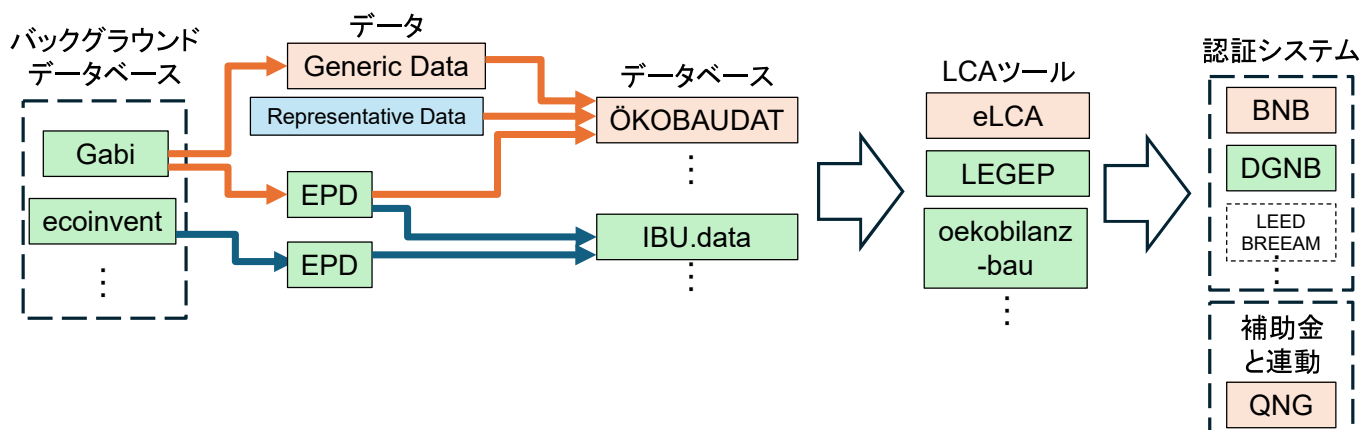 バックグラウンド
データベース
Gabi
ecoinvent
⋮
データ
Generic Data
Representative Data
EPD
EPD
データベース
ÖKOBAUDAT
⋮
IBU.data
⋮
LCAツール
eLCA
LEGEP
oekobilanz
-bau
⋮
認証システム
BNB
DGNB
LEED
BREEAM
⋮
補助金
と連動
QNG